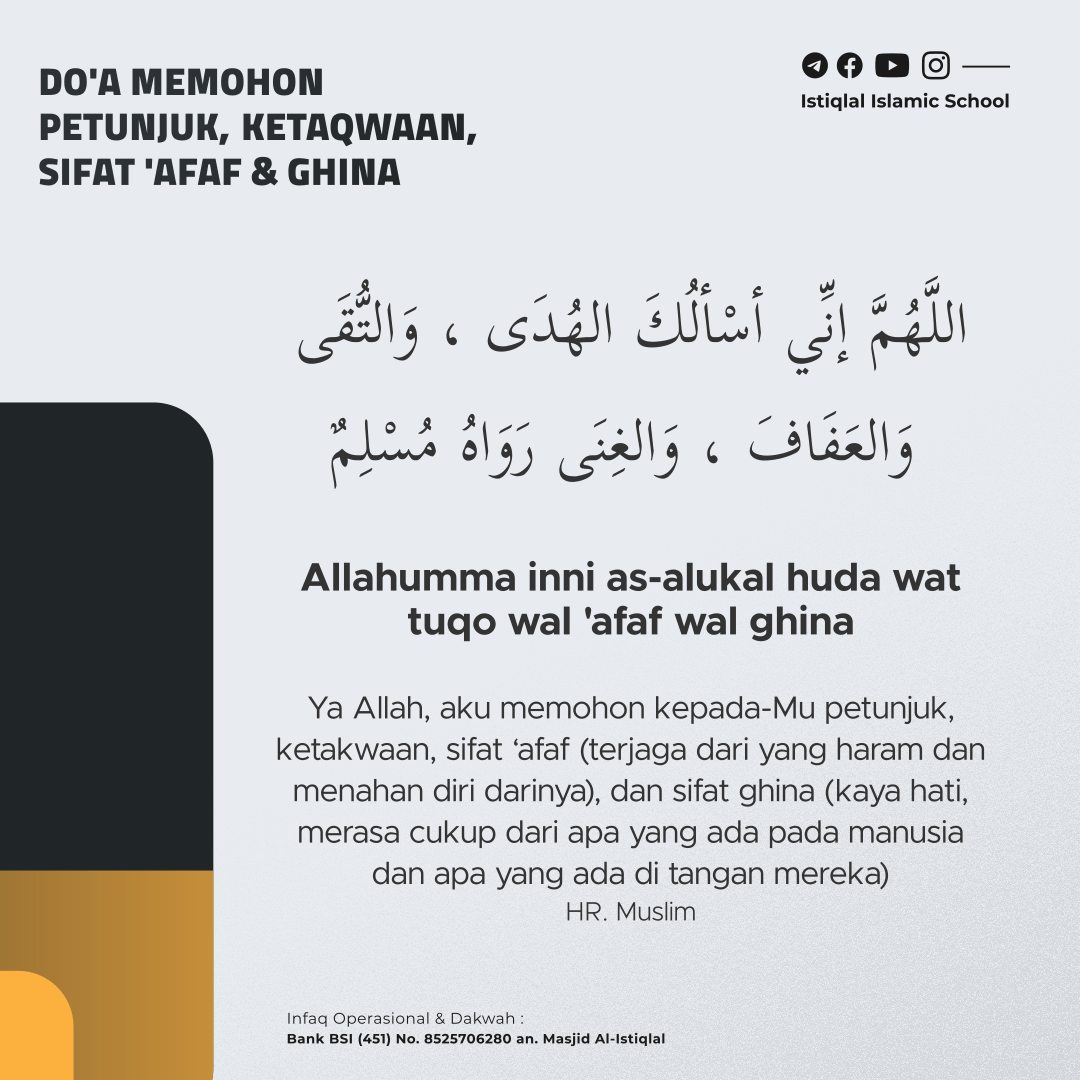 DO'A MEMOHON
PETUNJUK, KETAQWAAN,
SIFAT 'AFAF & GHINA
Istiqlal Islamic School
اللَّهُمَّ إنِّي أسْألُكَ الهُدَى ، وَالتُّقَى
وَالعَفَافَ ، وَالغِنَى رَوَاهُ مُسْلِمٌ
Allahumma inni as-alukal huda wat
tuqo wal 'afaf wal ghina
Ya Allah, aku memohon kepada-Mu petunjuk,
ketakwaan, sifat ‘afaf (terjaga dari yang haram dan
menahan diri darinya), dan sifat ghina (kaya hati,
merasa cukup dari apa yang ada pada manusia
dan apa yang ada di tangan mereka)
HR. Muslim
Infaq Operasional & Dakwah :
Bank BSI (451) No. 8525706280 an. Masjid Al-Istiqlal